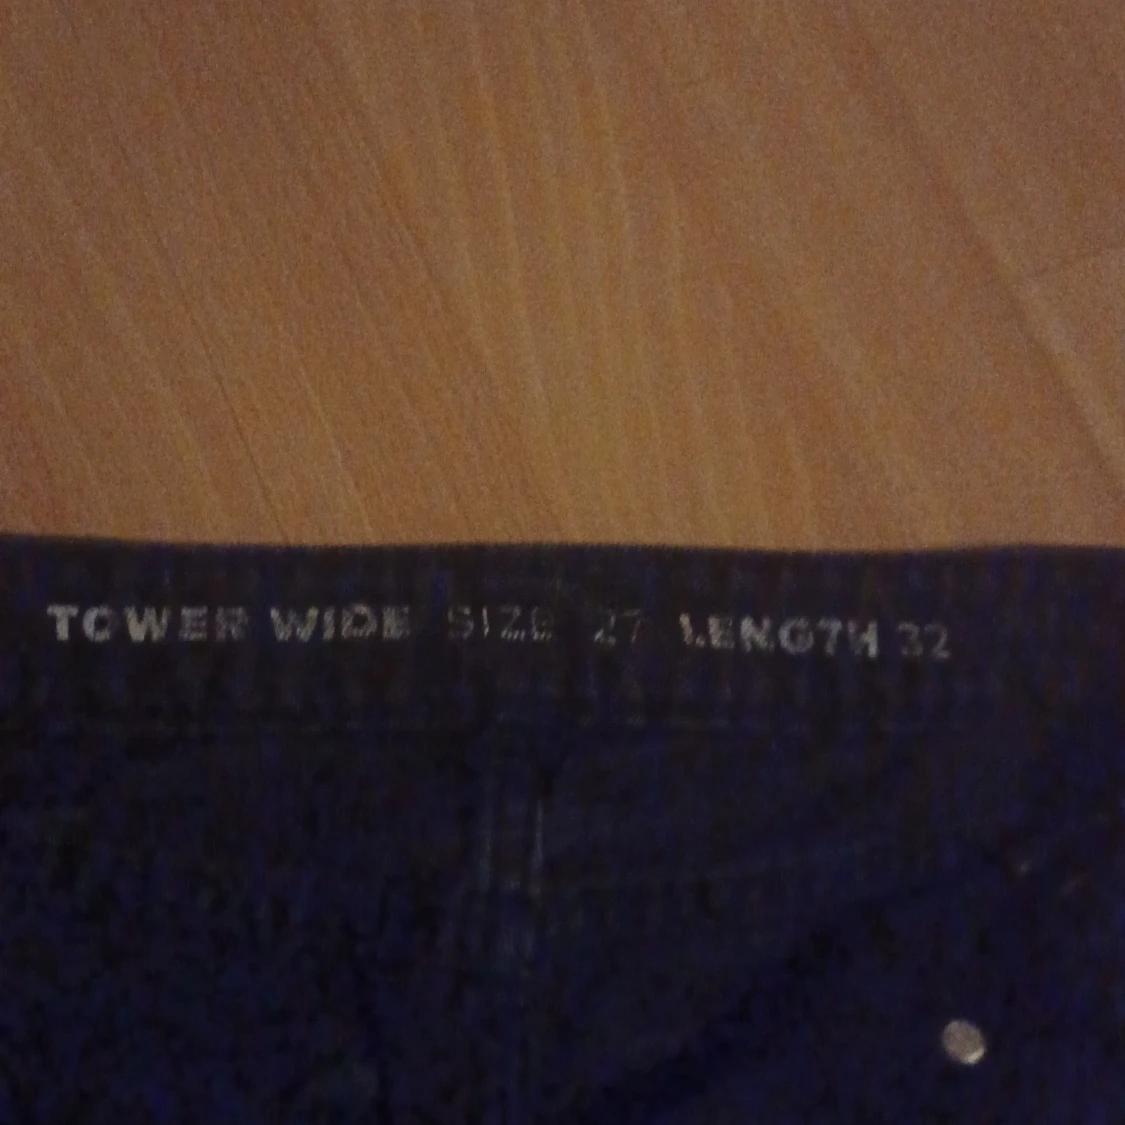 TOWER WIDE SIZE 27 LENGTH 32